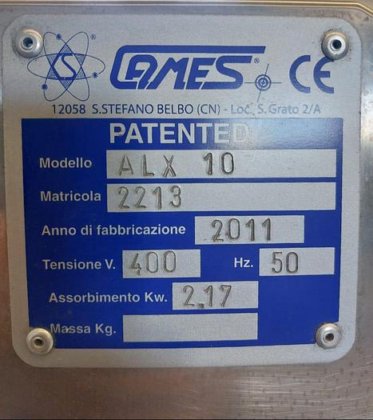 CAMES CE
12058 S.STEFANO BELBO (CN) - Loc. S.Grato 2/A
PATENTED
Modello ALX 10
Matricola 2213
Anno di fabbricazione 2011
Tensione V. 400 Hz. 50
Assorbimento Kw. 2,17
Massa Kg.